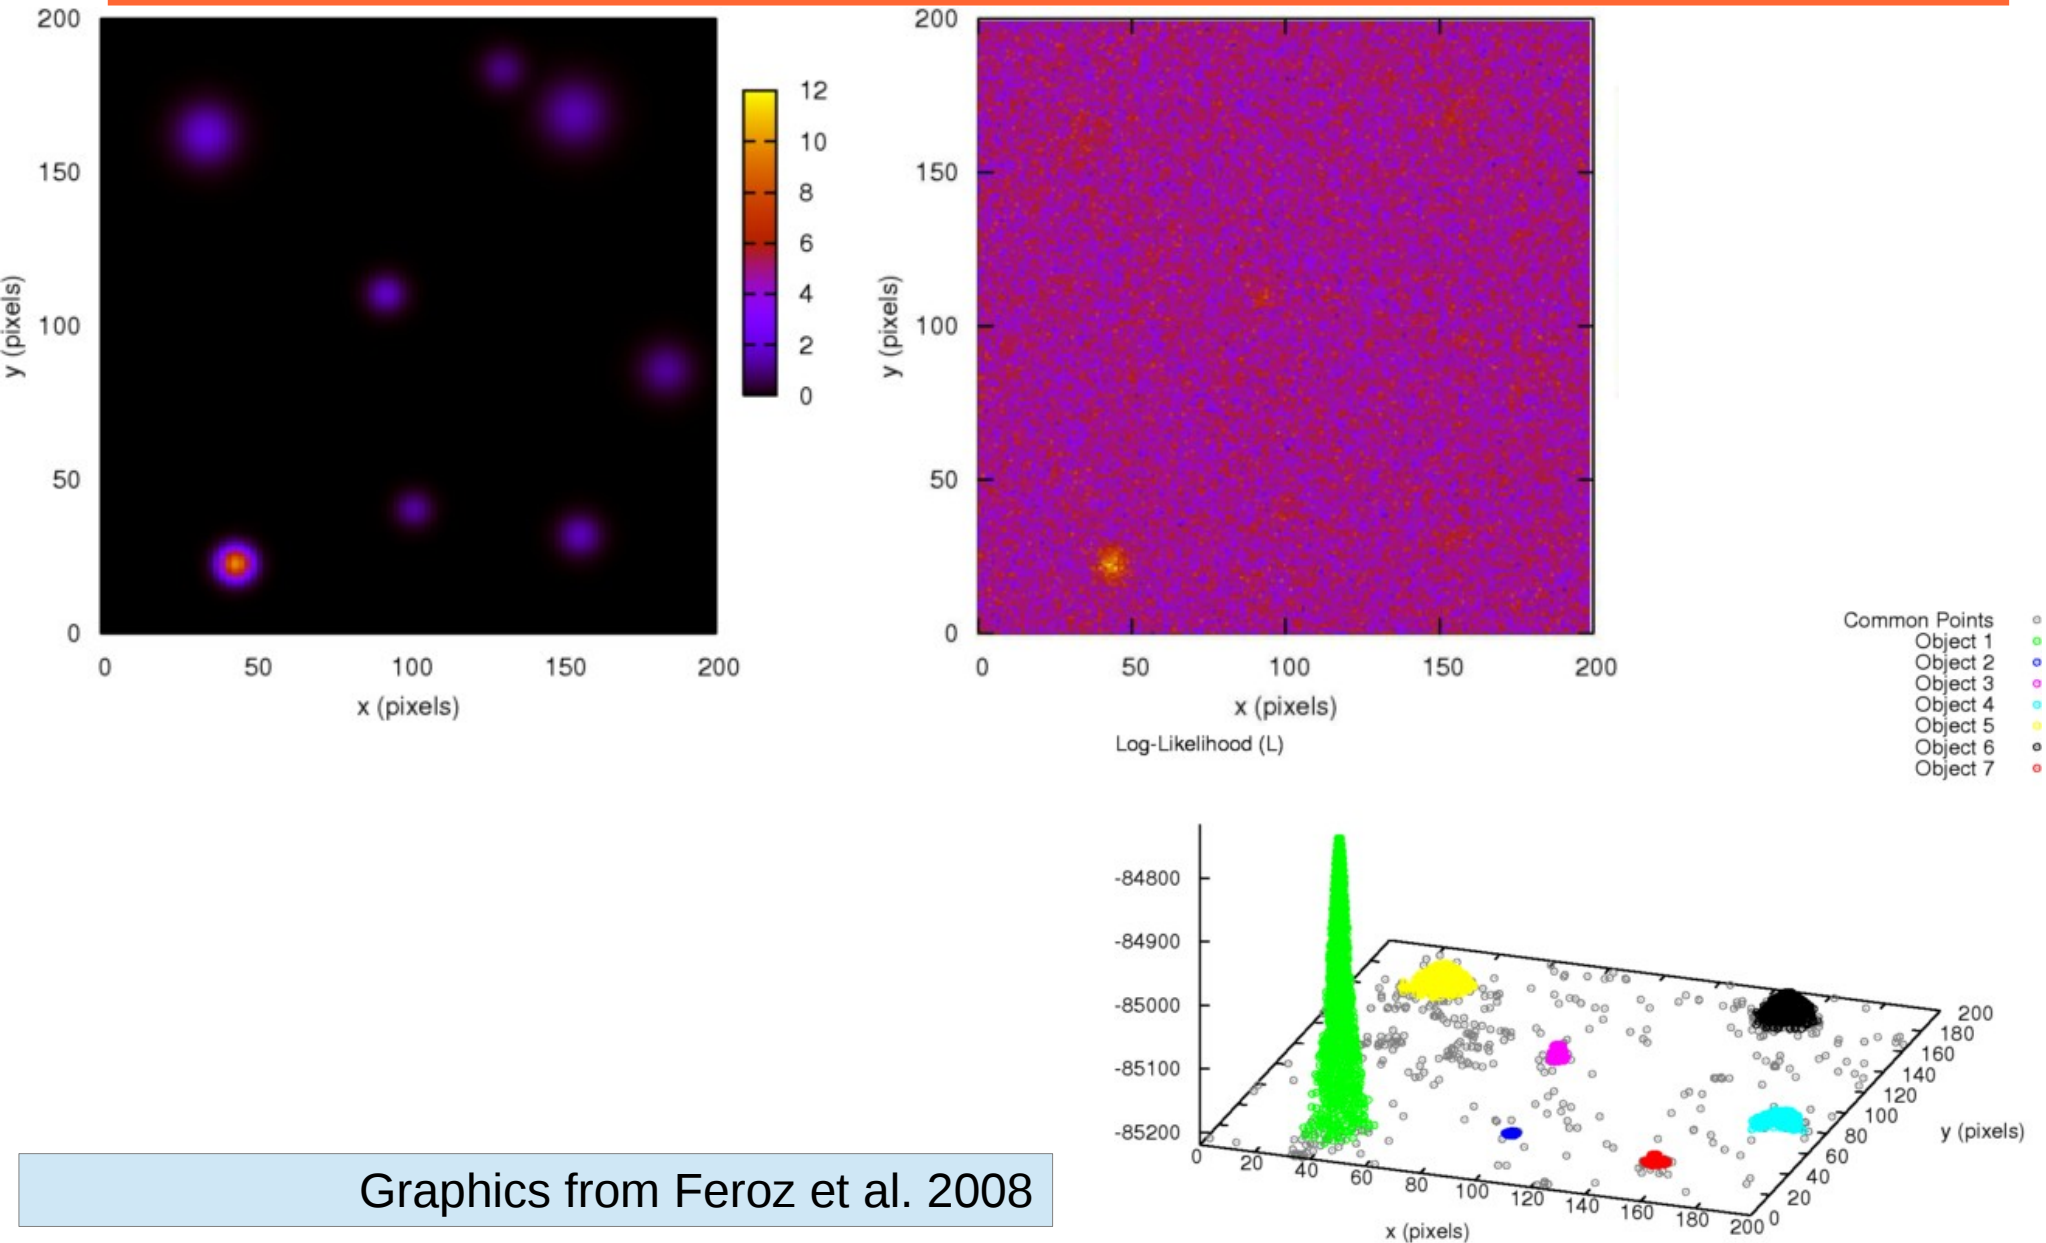 200
150
100
50
0
y (pixels)
0 50 100 150 200
x (pixels)
12
10
8
6
4
2
0
200
150
100
50
0
y (pixels)
0 50 100 150 200
x (pixels)
Log-Likelihood (L)
Common Points
Object 1
Object 2
Object 3
Object 4
Object 5
Object 6
Object 7
-84800
-84900
-85000
-85100
-85200
0 20 40 60 80 100 120 140 160 180 200
x (pixels)
200
180
160
140
120
100
80
60
40
20
0
y (pixels)
Graphics from Feroz et al. 2008